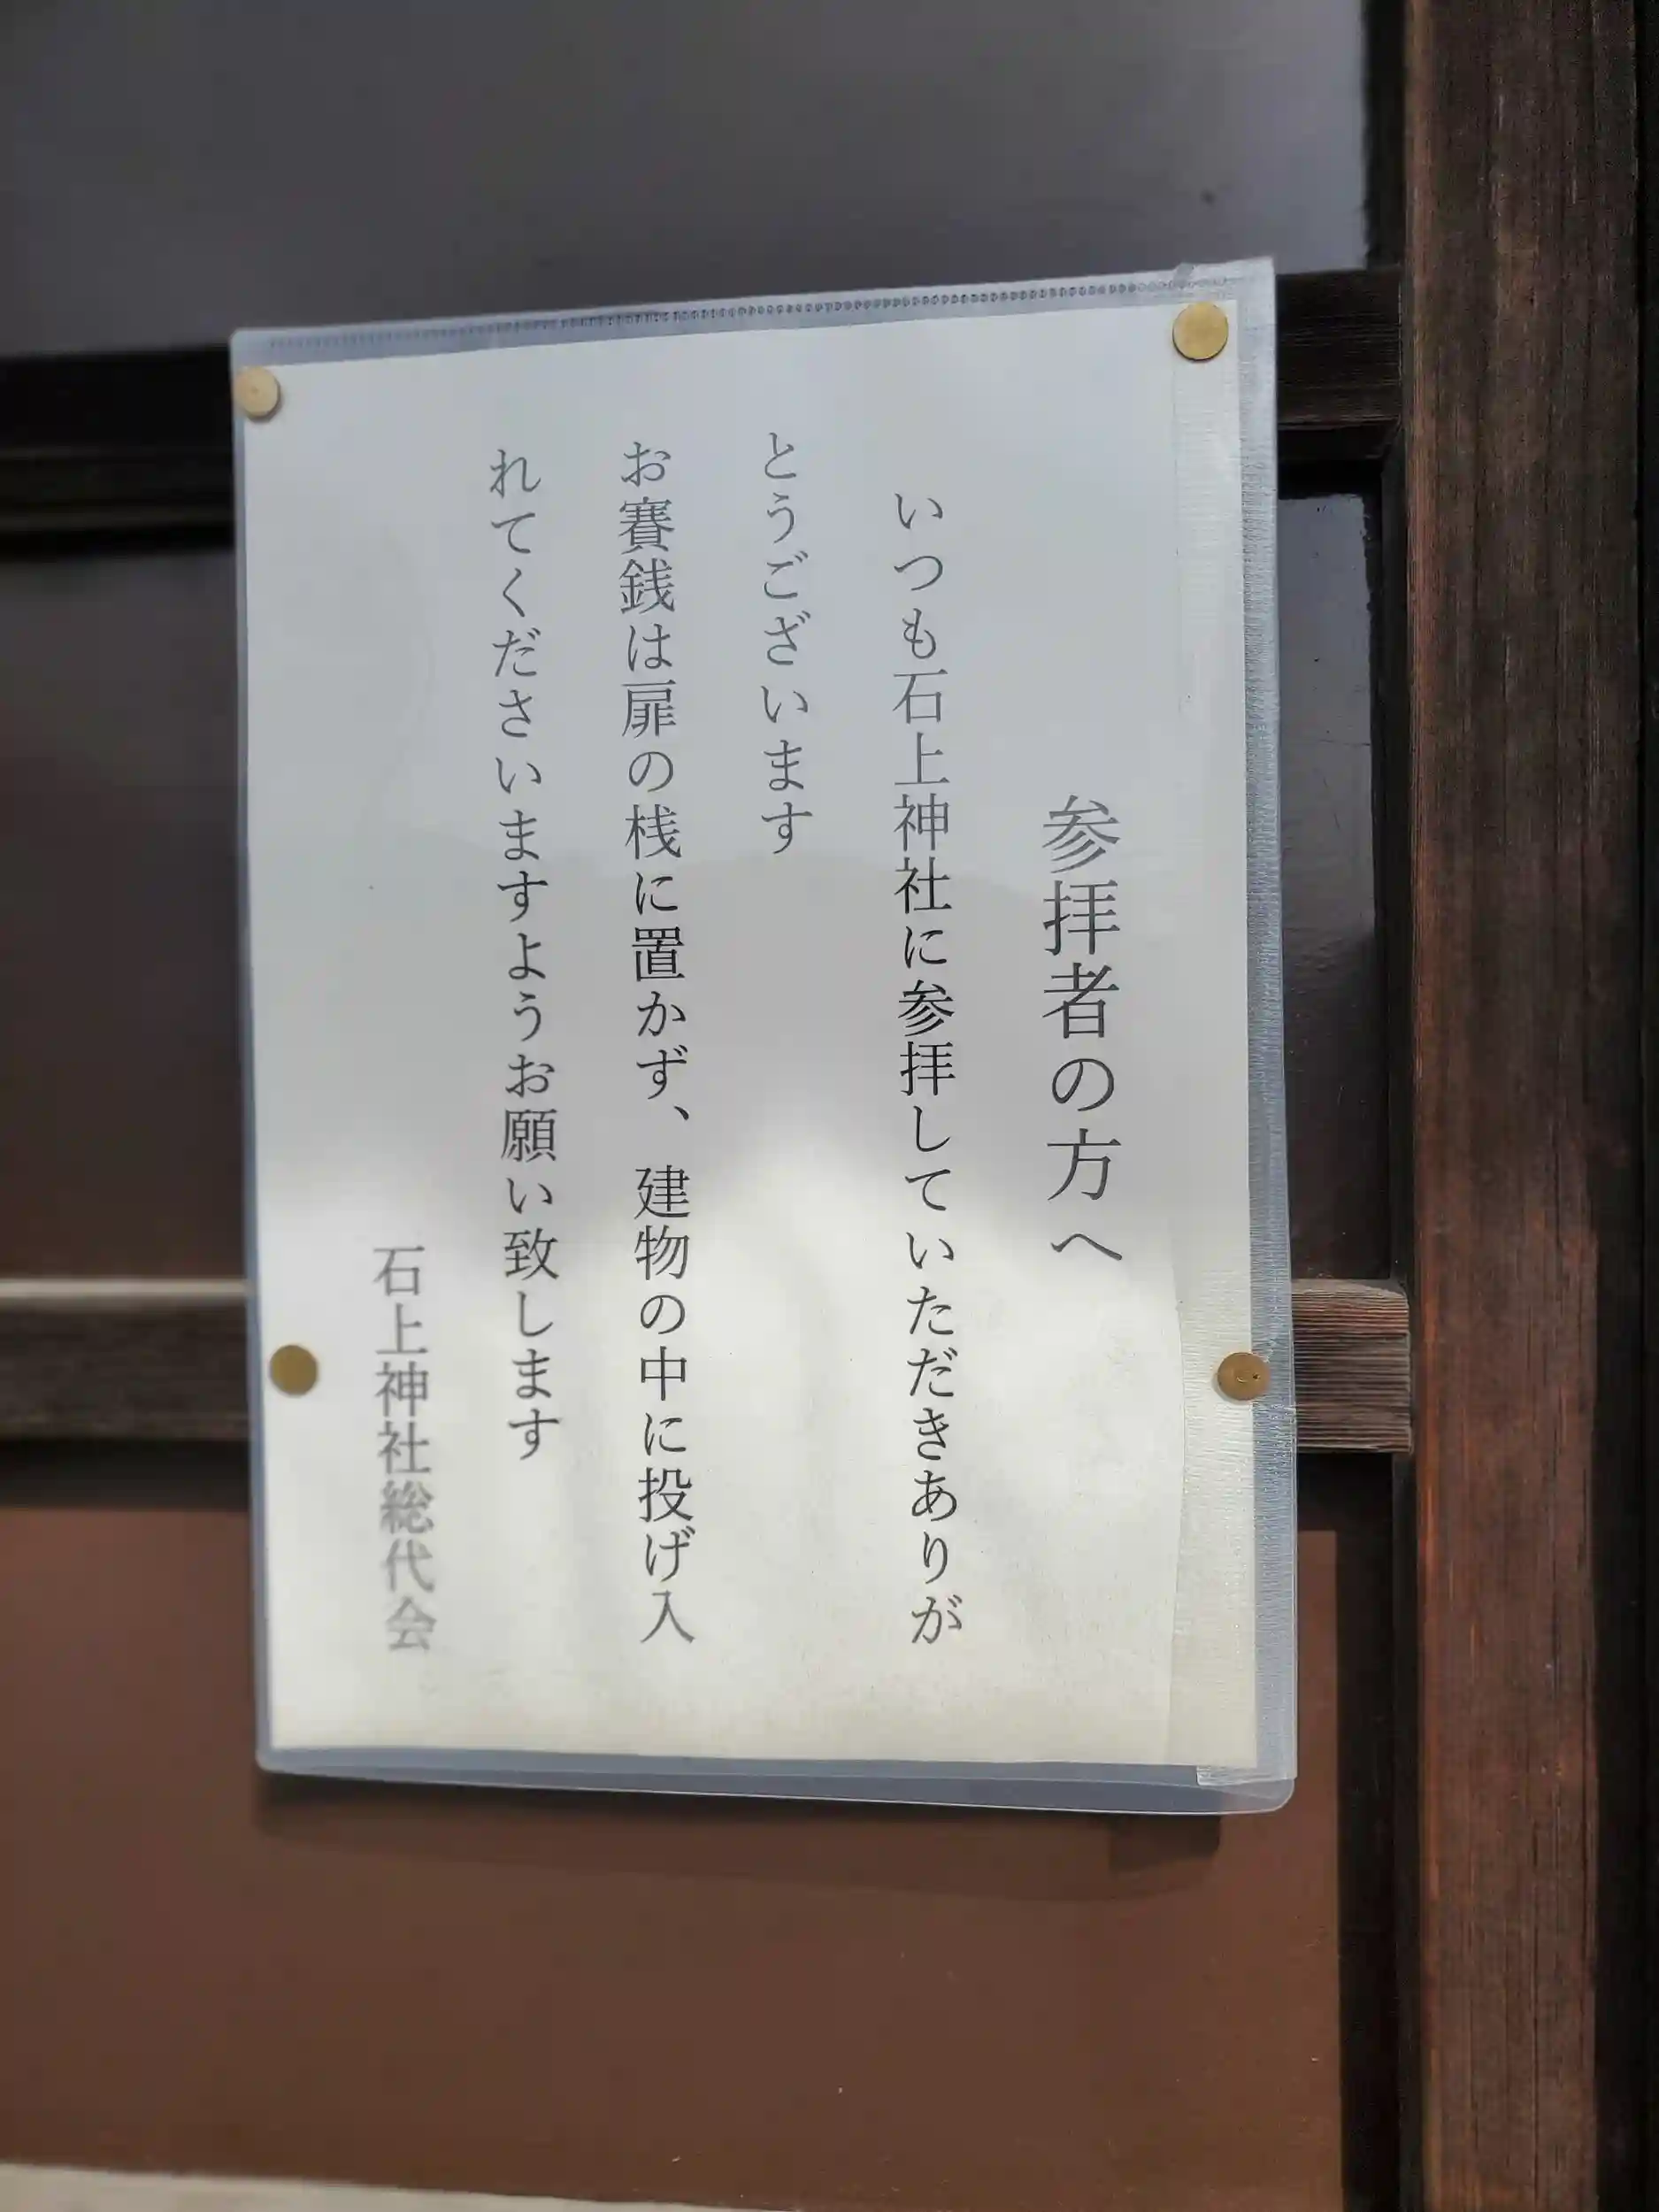 参拝者の方へ
いつも石上神社に参拝していただきありが
とうございます
お賽銭は扉の桟に置かず、建物の中に投げ入
れてくださいますようお願い致します
石上神社総代会